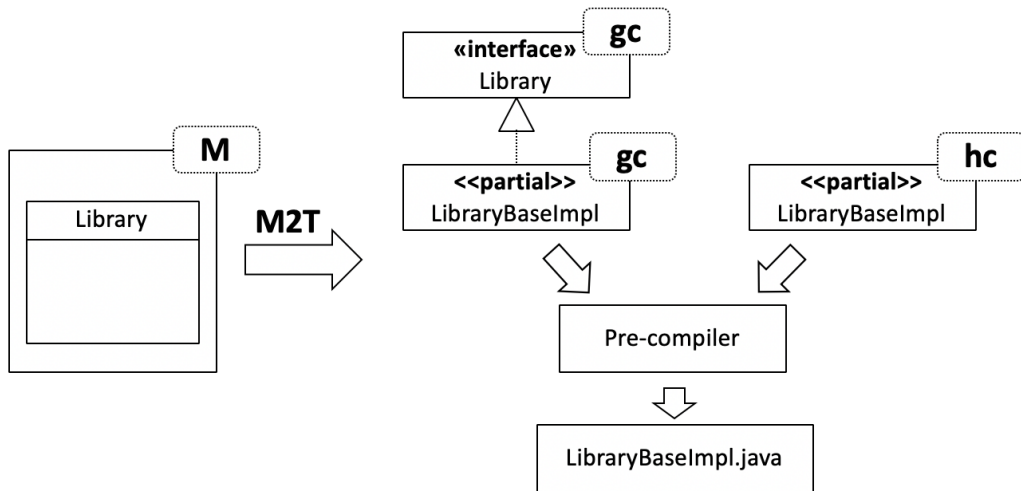 gc
«interface»
Library
M
Library
M2T
gc
<<partial>>
LibraryBaseImpl
hc
<<partial>>
LibraryBaseImpl
Pre-compiler
LibraryBaseImpl.java